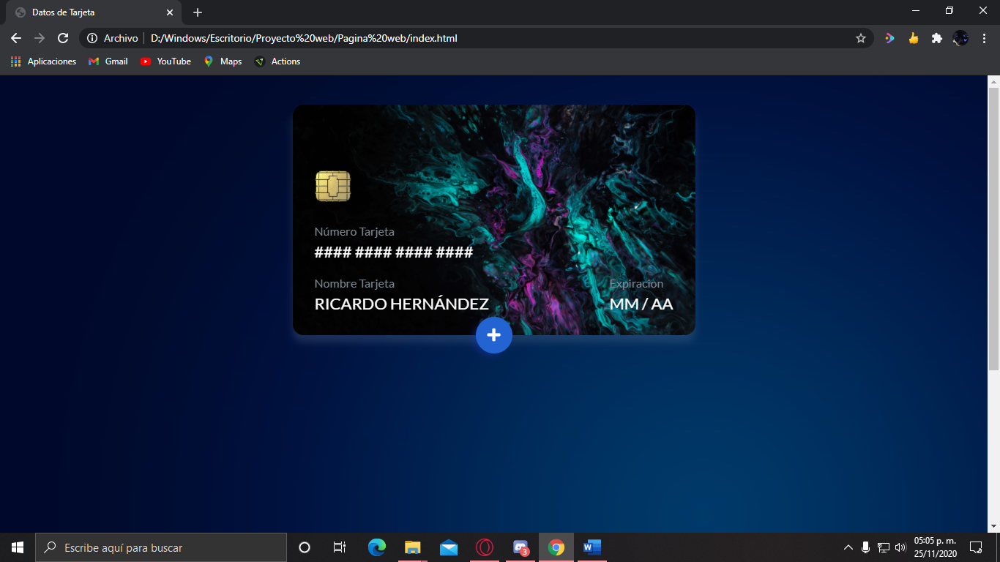 Datos de Tarjeta
Archivo D:/Windows/Escritorio/Proyecto%20web/Pagina%20web/index.html
Aplicaciones Gmail YouTube Maps Actions
Número Tarjeta
#### #### #### ####
Nombre Tarjeta Expiracion
RICARDO HERNÁNDEZ MM / AA
Escribe aquí para buscar
3
05:05 p. m.
25/11/2020